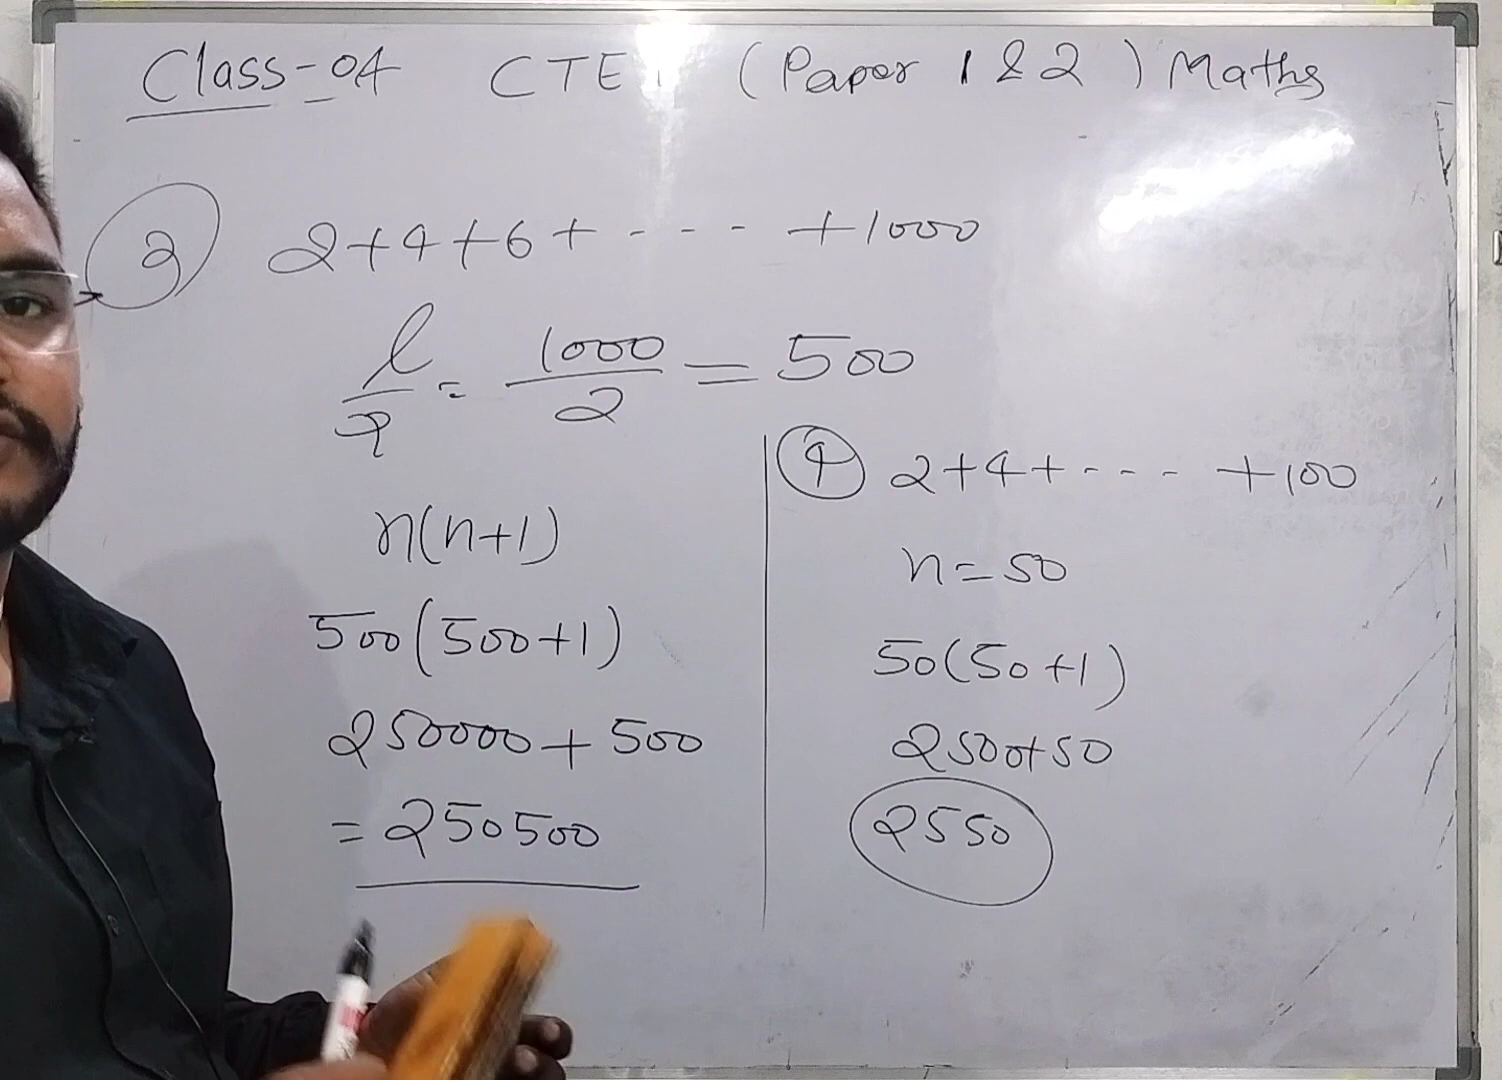 Class-04 CTET (Paper 1 & 2) Maths
3 2+4+6+ - - - - +1000
l/2 = 1000/2 = 500
n(n+1)
500(500+1)
250000+500
= 250500
4 2+4+ - - - - +100
n=50
50(50+1)
2500+50
2550